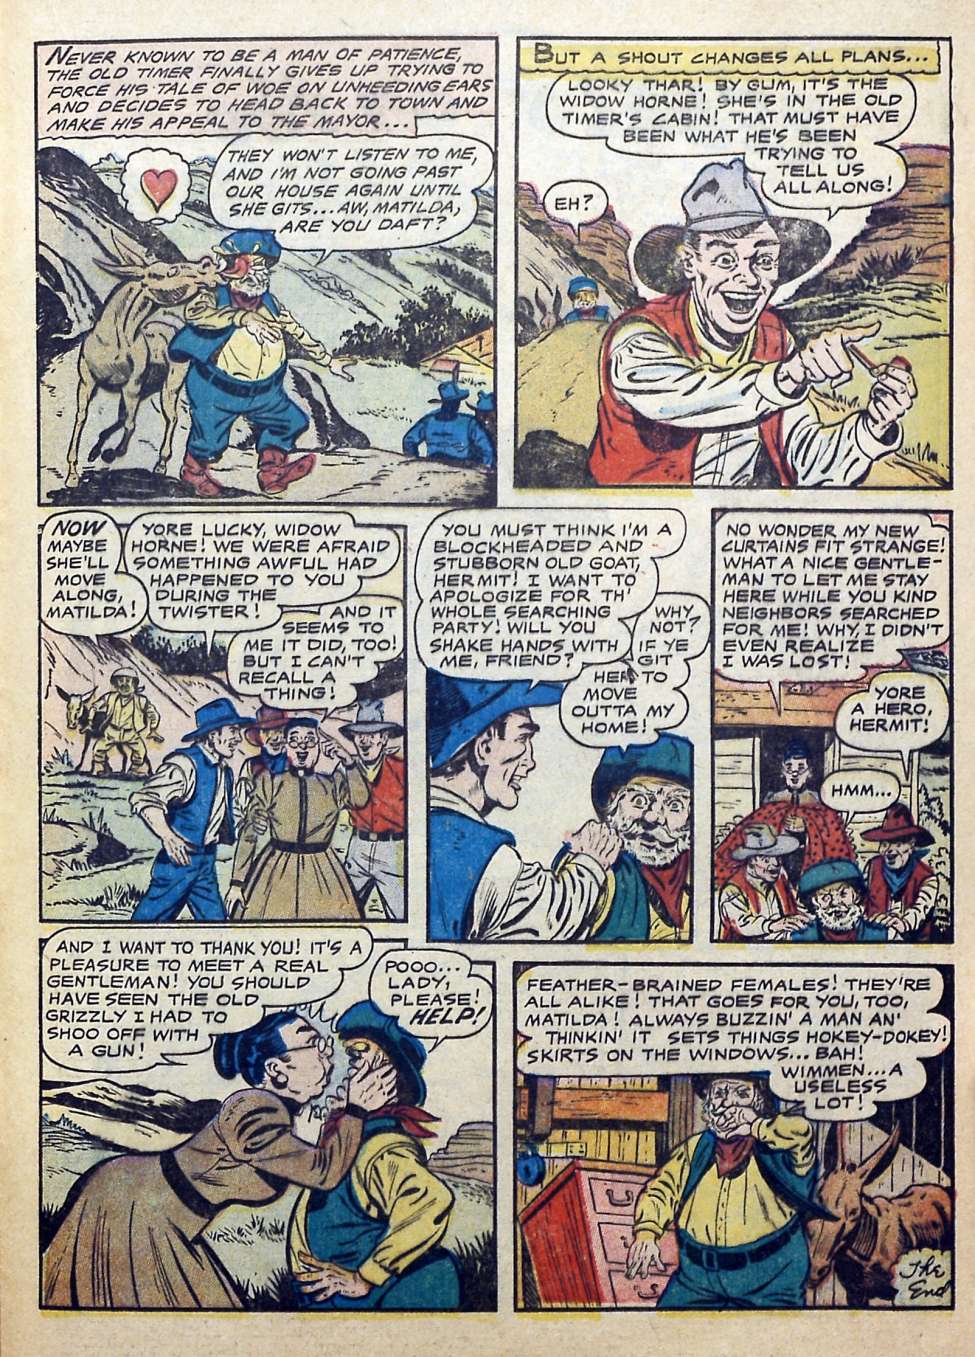 NEVER KNOWN TO BE A MAN OF PATIENCE,
THE OLD TIMER FINALLY GIVES UP TRYING TO
FORCE HIS TALE OF WOE ON UNHEEDING EARS
AND DECIDES TO HEAD BACK TO TOWN AND
MAKE HIS APPEAL TO THE MAYOR...
THEY WON'T LISTEN TO ME,
AND I'M NOT GOING PAST
OUR HOUSE AGAIN UNTIL
SHE GITS... AW, MATILDA,
ARE YOU DAFT?
BUT A SHOUT CHANGES ALL PLANS...
LOOKY THAR! BY GUM, IT'S THE
WIDOW HORNE! SHE'S IN THE OLD
TIMER'S CABIN! THAT MUST HAVE
BEEN WHAT HE'S BEEN
TRYING TO
TELL US
ALL ALONG!
EH?
NOW
MAYBE
SHE'LL
MOVE
ALONG,
MATILDA!
YORE LUCKY, WIDOW
HORNE! WE WERE AFRAID
SOMETHING AWFUL HAD
HAPPENED TO YOU
DURING THE
TWISTER!
AND IT
SEEMS TO
ME IT DID, TOO!
BUT I CAN'T
RECALL A
THING!
YOU MUST THINK I'M A
BLOCKHEADED AND
STUBBORN OLD GOAT,
HERMIT! I WANT TO
APOLOGIZE FOR TH'
WHOLE SEARCHING
PARTY! WILL YOU
SHAKE HANDS WITH
ME, FRIEND?
WHY
NOT?
IF YE
GIT
HER TO
MOVE
OUTTA MY
HOME!
NO WONDER MY NEW
CURTAINS FIT STRANGE!
WHAT A NICE GENTLE-
MAN TO LET ME STAY
HERE WHILE YOU KIND
NEIGHBORS SEARCHED
FOR ME! WHY, I DIDN'T
EVEN REALIZE
I WAS LOST!
YORE
A HERO,
HERMIT!
HMM...
AND I WANT TO THANK YOU! IT'S A
PLEASURE TO MEET A REAL
GENTLEMAN! YOU SHOULD
HAVE SEEN THE OLD
GRIZZLY I HAD TO
SHOO OFF WITH
A GUN!
POOO...
LADY,
PLEASE!
HELP!
FEATHER-BRAINED FEMALES! THEY'RE
ALL ALIKE! THAT GOES FOR YOU, TOO,
MATILDA! ALWAYS BUZZIN' A MAN AN'
THINKIN' IT SETS THINGS HOKEY-DOKEY!
SKIRTS ON THE WINDOWS... BAH!
WIMMEN... A
USELESS
LOT!
The
End